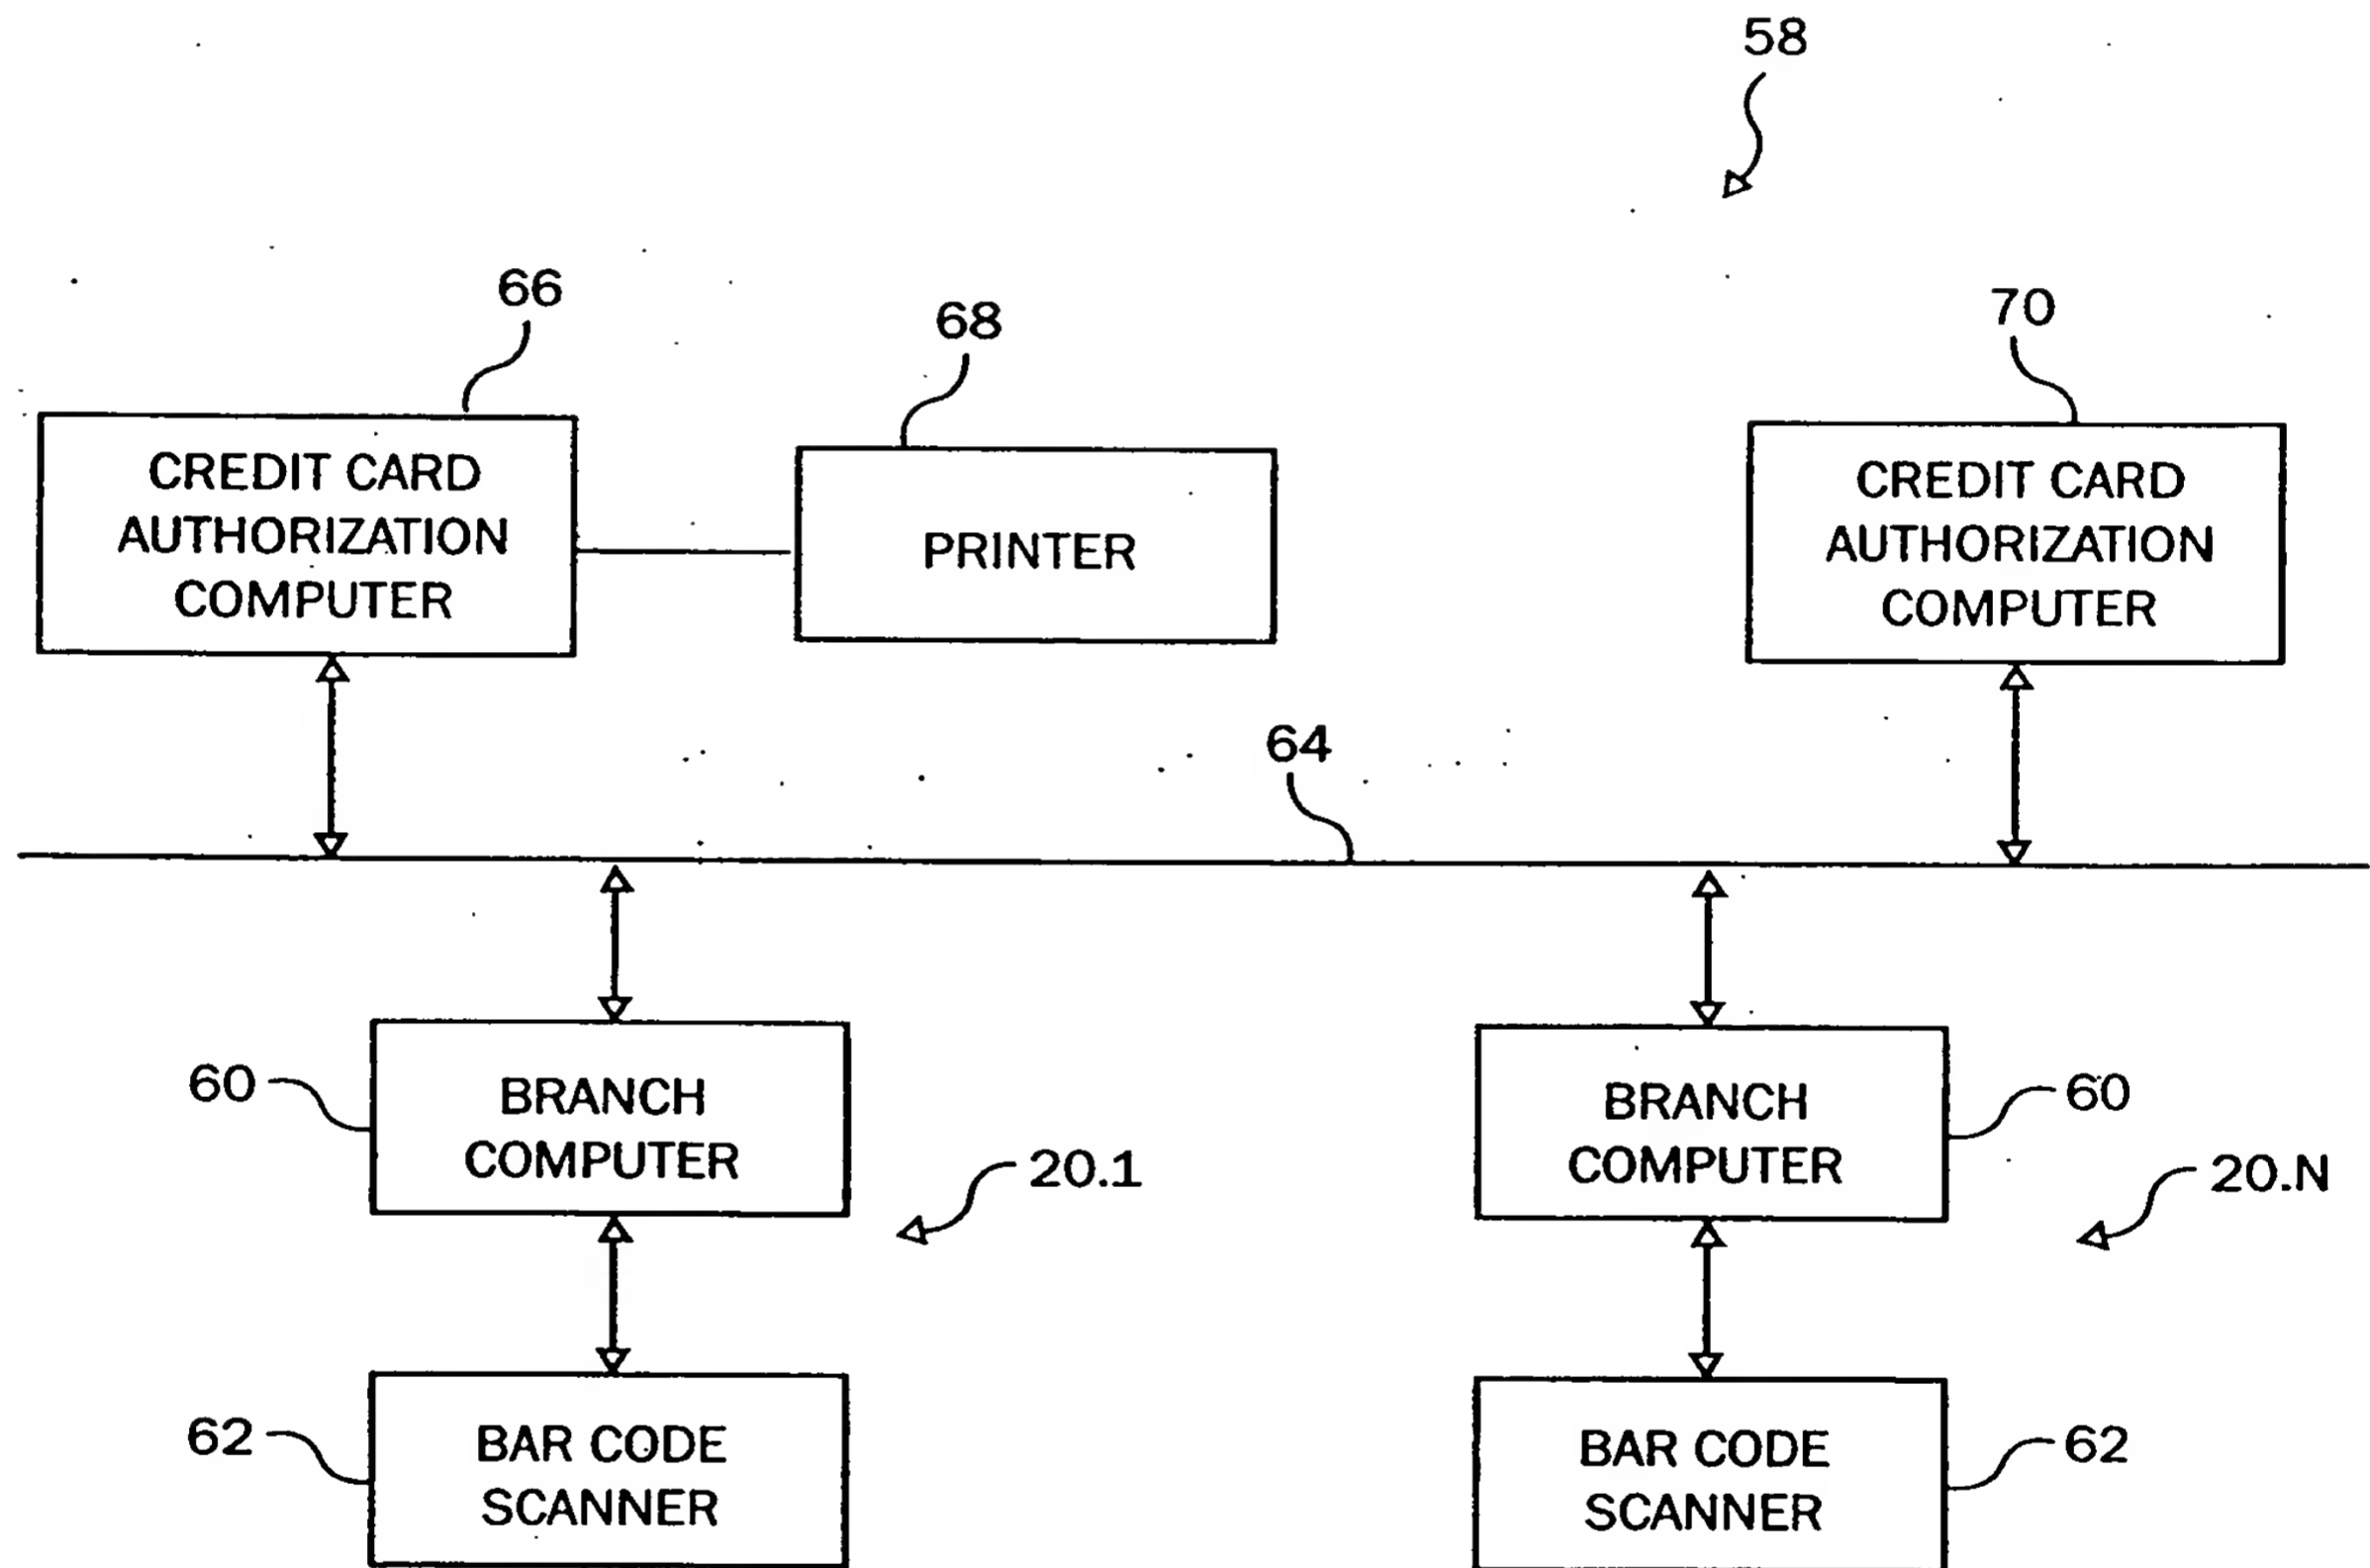 58
66
68
70
CREDIT CARD
AUTHORIZATION
COMPUTER
PRINTER
CREDIT CARD
AUTHORIZATION
COMPUTER
64
60
BRANCH
COMPUTER
20.1
BRANCH
COMPUTER
60
20.N
62
BAR CODE
SCANNER
BAR CODE
SCANNER
62